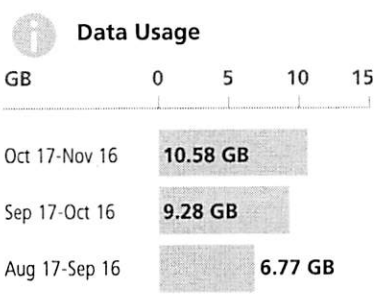 i Data Usage
GB 0 5 10 15
Oct 17-Nov 16 10.58 GB
Sep 17-Oct 16 9.28 GB
Aug 17-Sep 16 6.77 GB